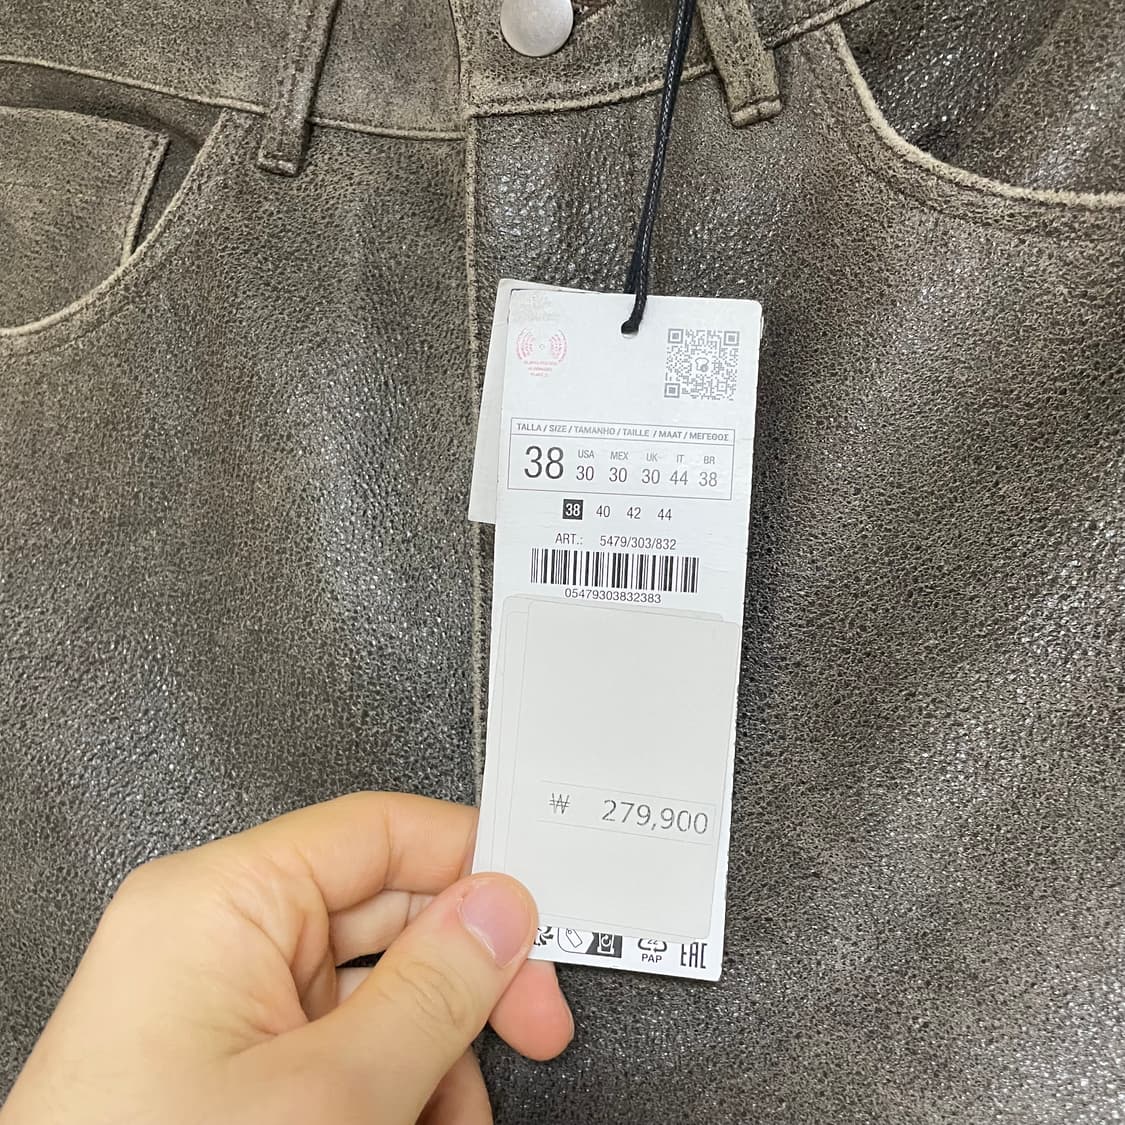 TALLA / SIZE / TAMANHO / TAILLE / MAAT / ΜΕΓΕΘΟΣ
38
USA MEX UK IT BR
30 30 30 44 38
38 40 42 44
ART.: 5479/303/832
05479303832383
₩ 279,900
22
PAP
EAC